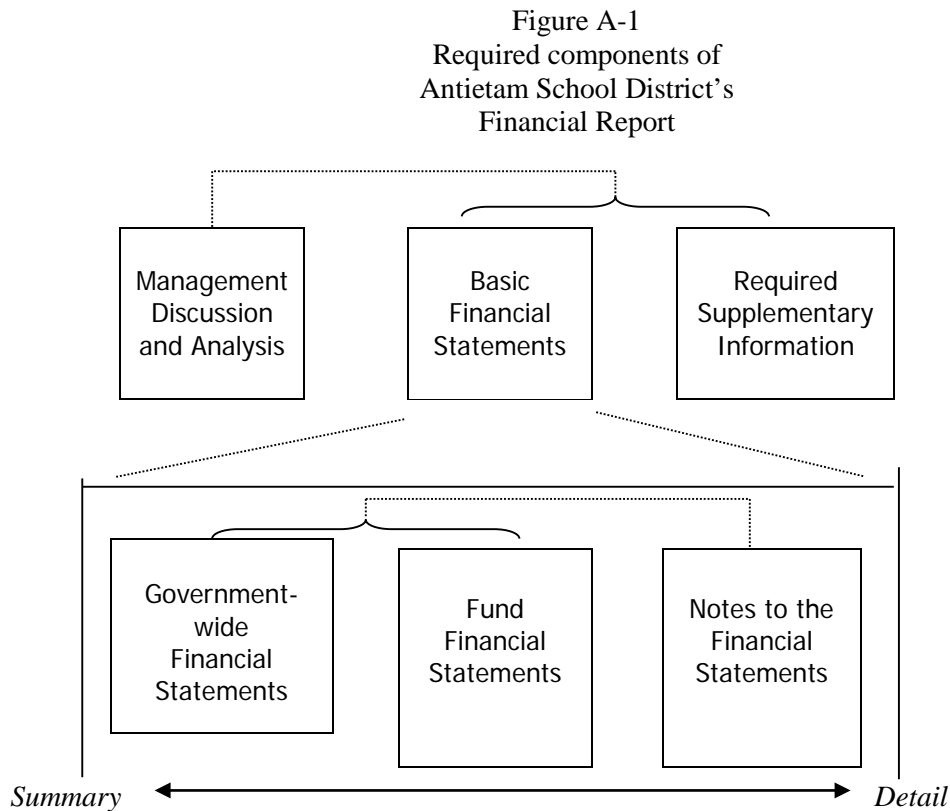 Figure A-1
Required components of
Antietam School District's
Financial Report
Management
Discussion
and Analysis
Basic
Financial
Statements
Required
Supplementary
Information
Government-
wide
Financial
Statements
Fund
Financial
Statements
Notes to the
Financial
Statements
Summary
Detail